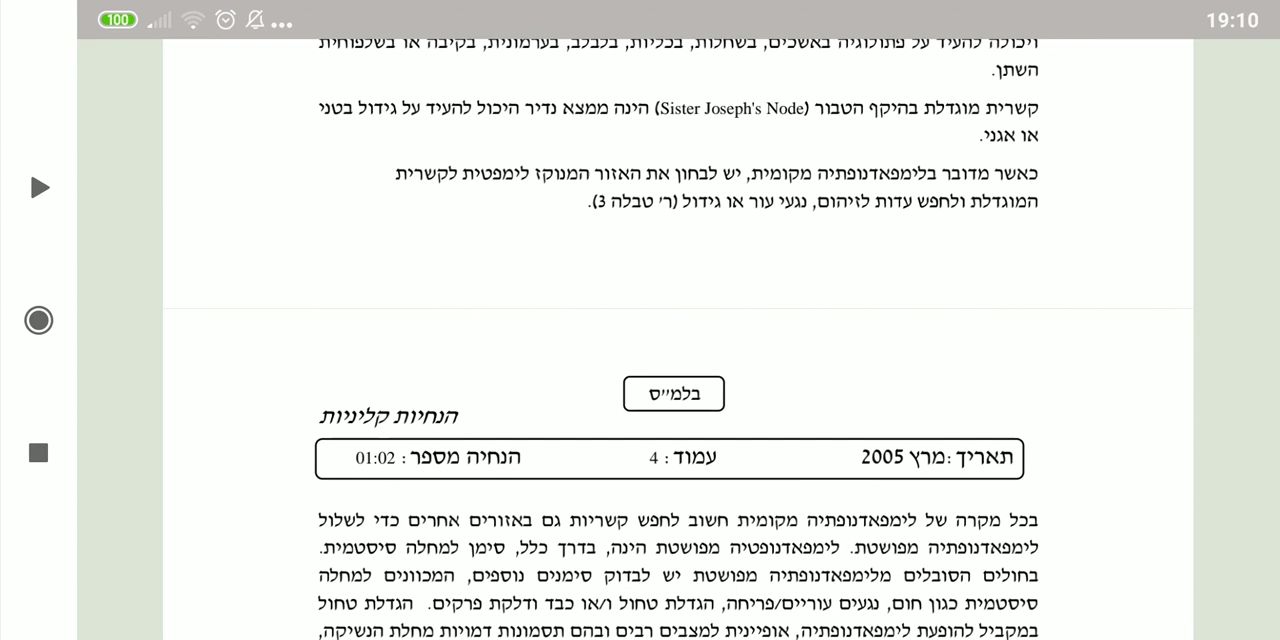 100
19:10
ויכולה להעיד על פתולוגיה באשכים, בשחלות, בכליות, בלבלב, בערמונית, בקיבה או בשלפוחית
השתן.
קשרית מוגדלת בהיקף הטבור (Sister Joseph's Node) הינה ממצא נדיר היכול להעיד על גידול בטני
או אגני.
כאשר מדובר בלימפאדנופתיה מקומית, יש לבחון את האזור המנוקז לימפטית לקשרית
המוגדלת ולחפש עדות לזיהום, נגעי עור או גידול (ר׳ טבלה 3).
בלמ״ס
הנחיות קליניות
תאריך: מרץ 2005 עמוד: 4 הנחיה מספר: 01:02
בכל מקרה של לימפאדנופתיה מקומית חשוב לחפש קשריות גם באזורים אחרים כדי לשלול
לימפאדנופתיה מפושטת. לימפאדנופטיה מפושטת הינה, בדרך כלל, סימן למחלה סיסטמית.
בחולים הסובלים מלימפאדנופתיה מפושטת יש לבדוק סימנים נוספים, המכוונים למחלה
סיסטמית כגון חום, נגעים עוריים/פריחה, הגדלת טחול ו/או כבד ודלקת פרקים. הגדלת טחול
במקביל להופעת לימפאדנופתיה, אופיינית למצבים רבים ובהם תסמונות דמויות מחלת הנשיקה,